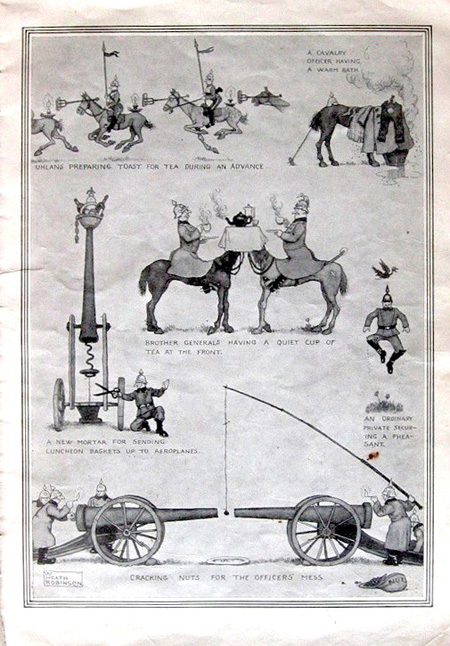 A CAVALRY
OFFICER HAVING
A WARM BATH
UHLANS PREPARING TOAST FOR TEA DURING AN ADVANCE
BROTHER GENERALS HAVING A QUIET CUP OF
TEA AT THE FRONT.
A NEW MORTAR FOR SENDING
LUNCHEON BASKETS UP TO AEROPLANES.
AN ORDINARY
PRIVATE SECUR-
ING A PHEA-
SANT.
CRACKING NUTS FOR THE OFFICERS' MESS
W.
HEATH
ROBINSON
NUTS